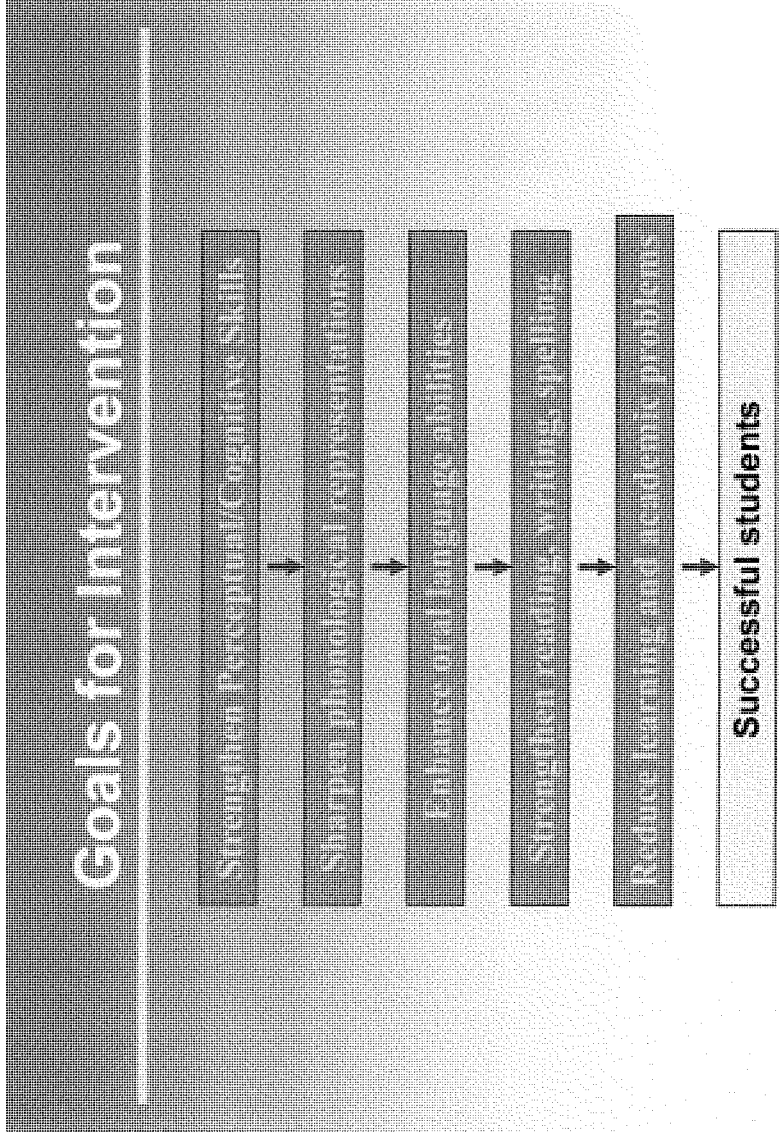 Goals for Intervention
Strengthen Perceptual/Cognitive Skills
Sharpen phonological representations
Enhance oral language abilities
Strengthen reading, writing, spelling
Reduce learning and academic problems
Successful students